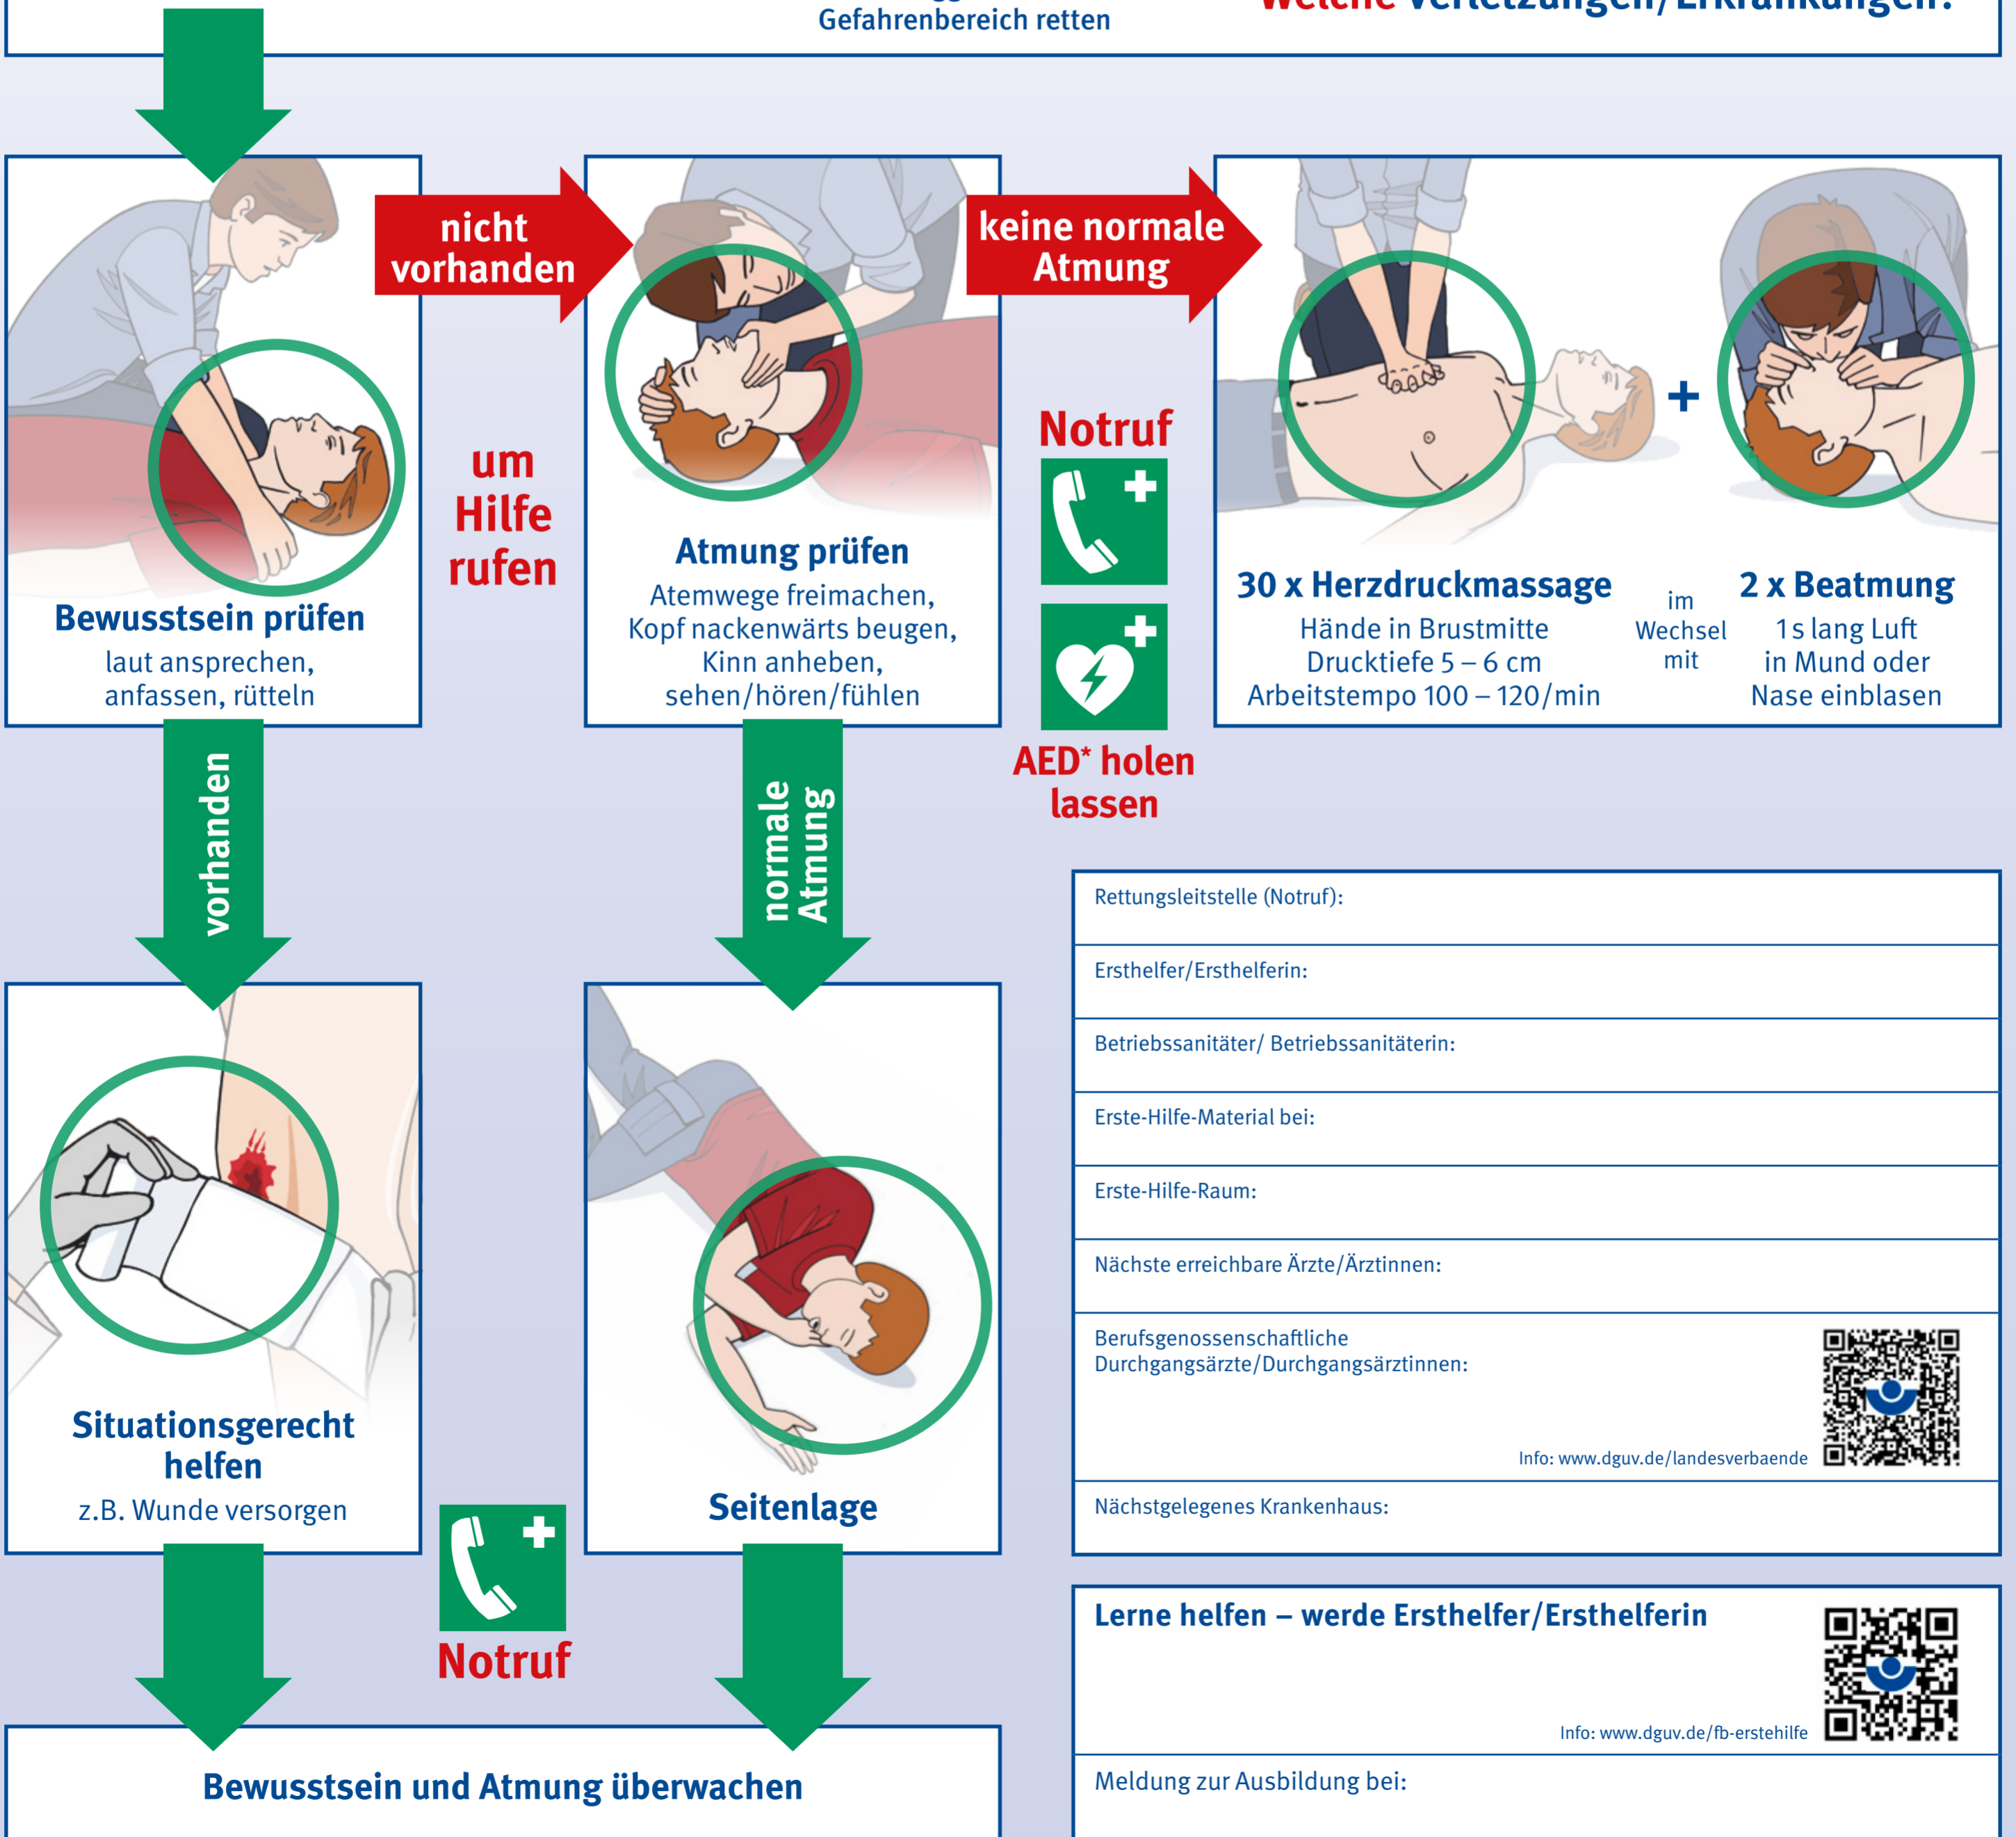 Gefahrenbereich retten
Welche Verletzungen/Erkrankungen?
nicht
vorhanden
um
Hilfe
rufen
keine normale
Atmung
Notruf
AED* holen
lassen
Bewusstsein prüfen
laut ansprechen,
anfassen, rütteln
Atmung prüfen
Atemwege freimachen,
Kopf nackenwärts beugen,
Kinn anheben,
sehen/hören/fühlen
30 x Herzdruckmassage
Hände in Brustmitte
Drucktiefe 5 – 6 cm
Arbeitstempo 100 – 120/min
+
im
Wechsel
mit
2 x Beatmung
1 s lang Luft
in Mund oder
Nase einblasen
vorhanden
normale
Atmung
Situationsgerecht
helfen
z.B. Wunde versorgen
Notruf
Seitenlage
Bewusstsein und Atmung überwachen
Rettungsleitstelle (Notruf):
Ersthelfer/Ersthelferin:
Betriebssanitäter/ Betriebssanitäterin:
Erste-Hilfe-Material bei:
Erste-Hilfe-Raum:
Nächste erreichbare Ärzte/Ärztinnen:
Berufsgenossenschaftliche
Durchgangsärzte/Durchgangsärztinnen:
Info: www.dguv.de/landesverbaende
Nächstgelegenes Krankenhaus:
Lerne helfen – werde Ersthelfer/Ersthelferin
Info: www.dguv.de/fb-erstehilfe
Meldung zur Ausbildung bei: